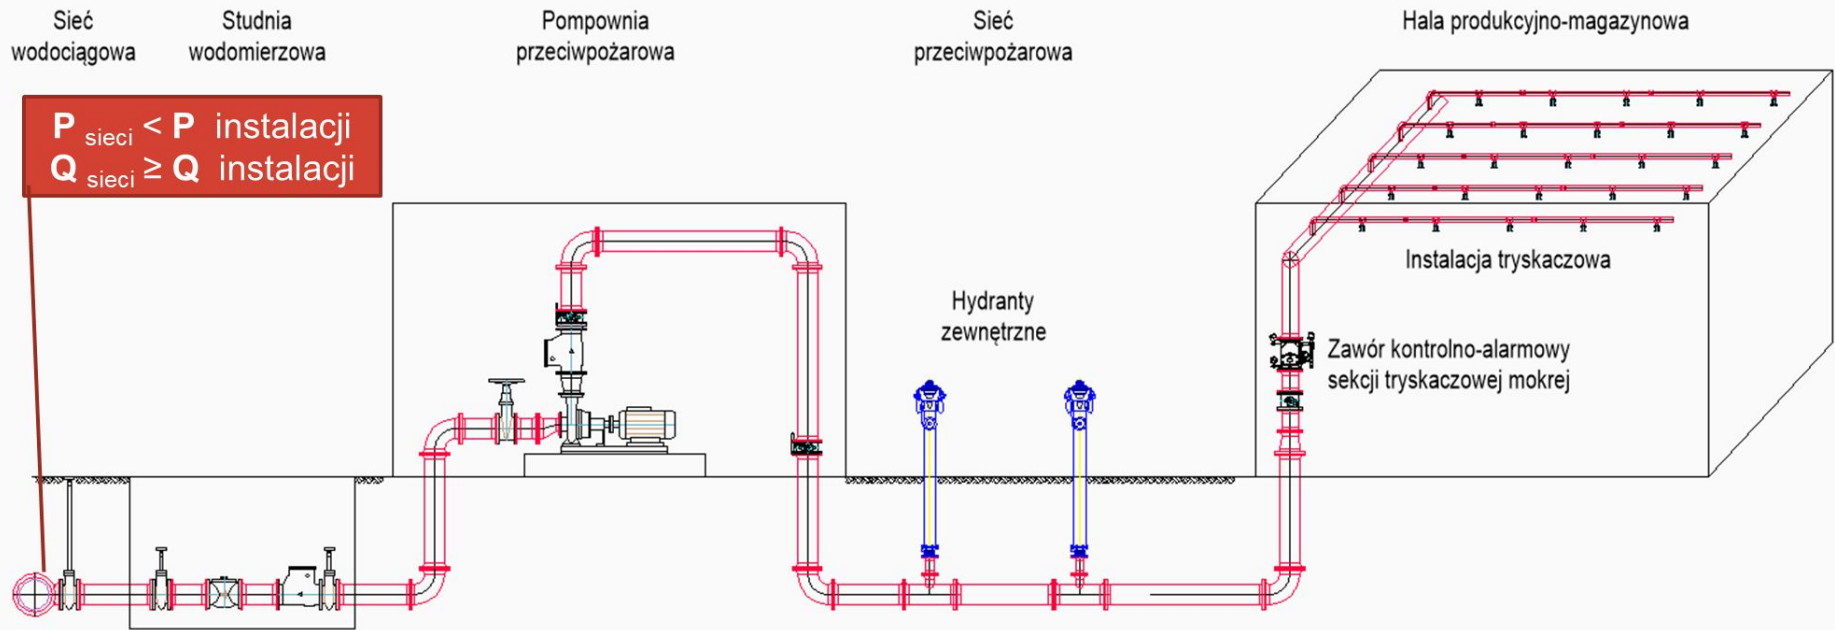 Sieć
wodociągowa
Studnia
wodomierzowa
Pompownia
przeciwpożarowa
Sieć
przeciwpożarowa
Hala produkcyjno-magazynowa
P sieci < P instalacji
Q sieci ≥ Q instalacji
Instalacja tryskaczowa
Hydranty
zewnętrzne
Zawór kontrolno-alarmowy
sekcji tryskaczowej mokrej